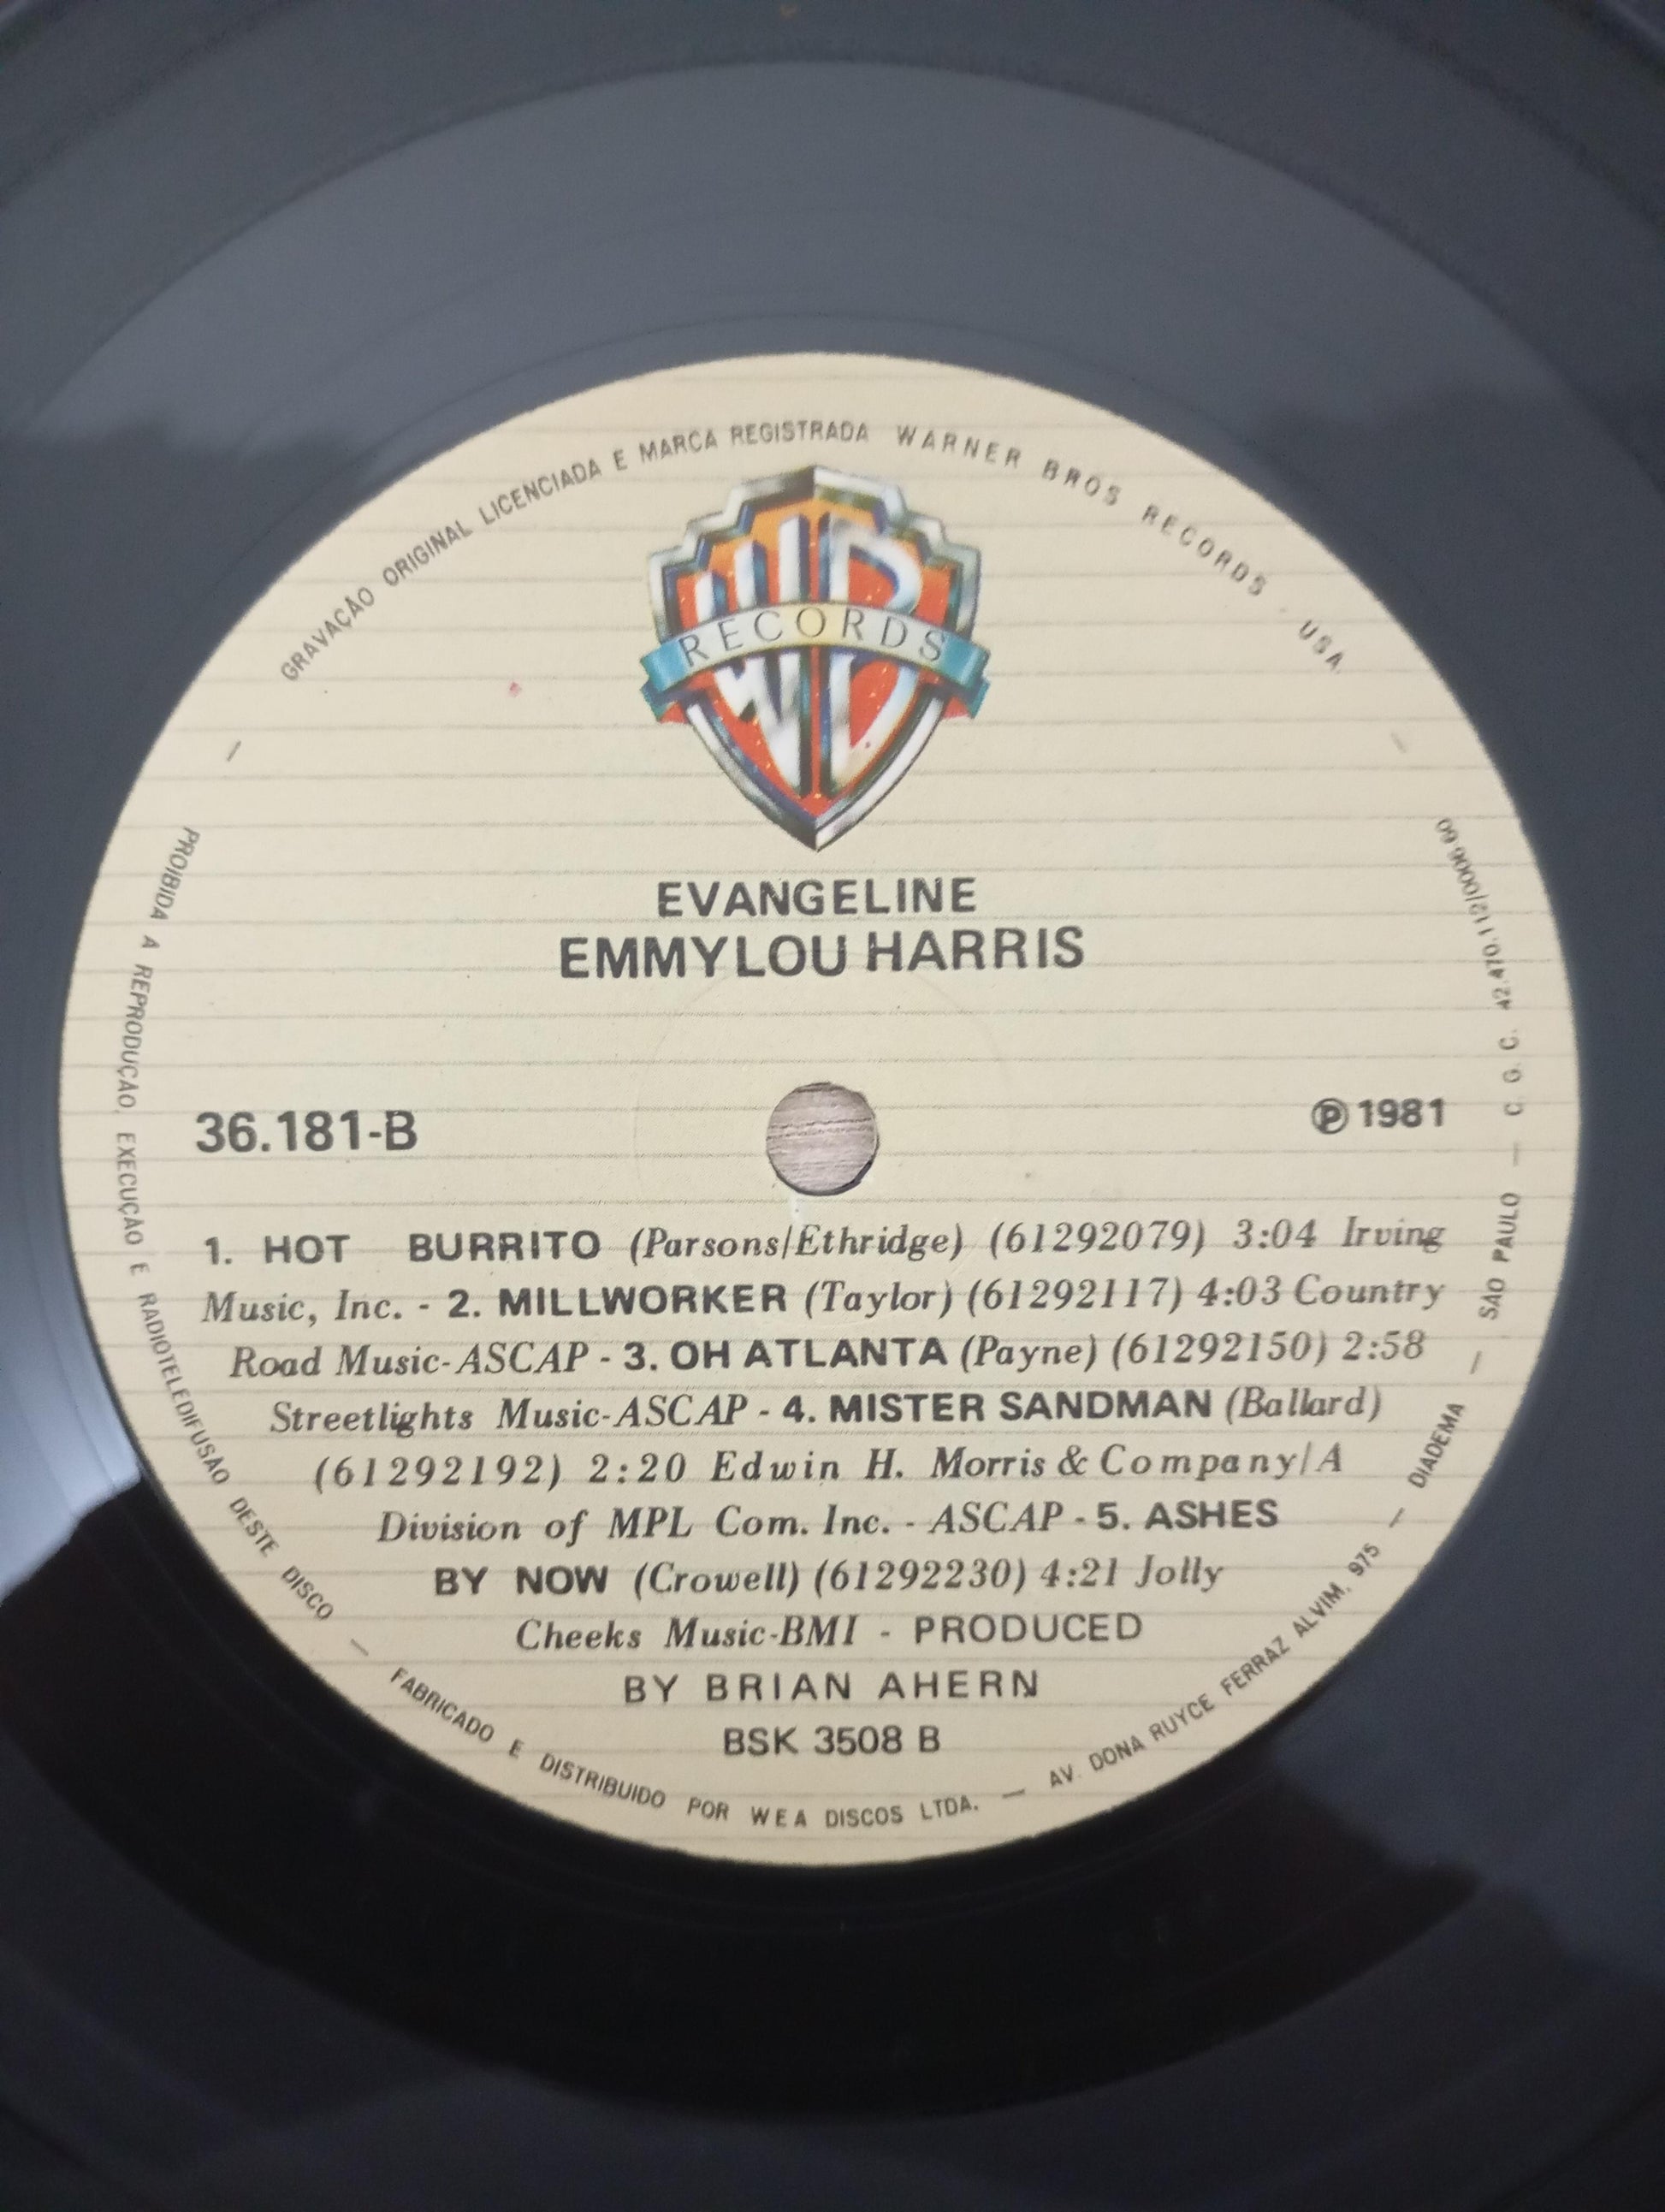 GRAVAÇÃO ORIGINAL LICENCIADA E MARCA REGISTRADA WARNER BROS RECORDS - USA.
WB
RECORDS
EVANGELINE
EMMYLOU HARRIS
36.181-B
℗ 1981
1. HOT BURRITO (Parsons/Ethridge) (61292079) 3:04 Irving
Music, Inc. - 2. MILLWORKER (Taylor) (61292117) 4:03 Country
Road Music-ASCAP - 3. OH ATLANTA (Payne) (61292150) 2:58
Streetlights Music-ASCAP - 4. MISTER SANDMAN (Ballard)
(61292192) 2:20 Edwin H. Morris & Company/A
Division of MPL Com. Inc. - ASCAP - 5. ASHES
BY NOW (Crowell) (61292230) 4:21 Jolly
Cheeks Music-BMI - PRODUCED
BY BRIAN AHERN
BSK 3508 B
PROIBIDA A REPRODUÇÃO, EXECUÇÃO E RADIOTELEDIFUSÃO DESTE DISCO — FABRICADO E DISTRIBUIDO POR WEA DISCOS LTDA. — AV. DONA RUYCE FERRAZ ALVIM, 975 — DIADEMA — SÃO PAULO — C. G. C.